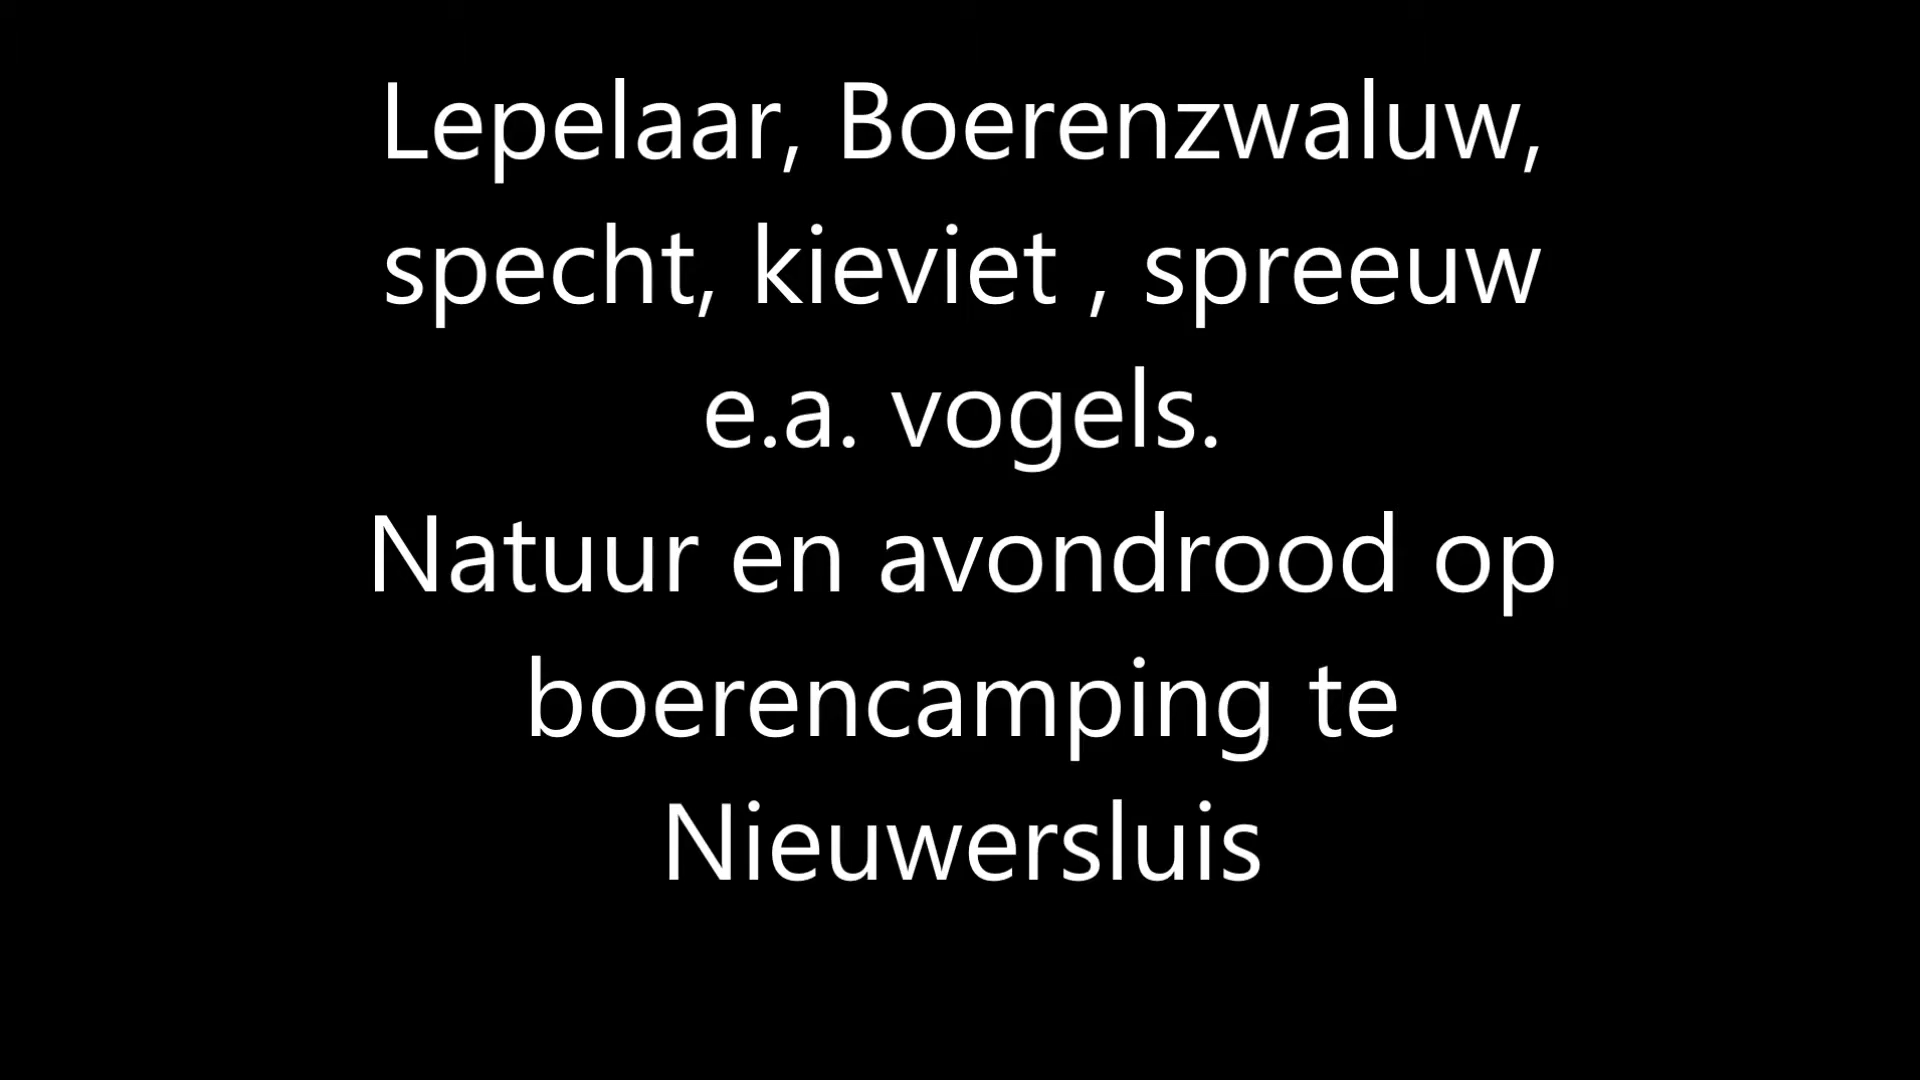 Lepelaar, Boerenzwaluw,
specht, kieviet , spreeuw
e.a. vogels.
Natuur en avondrood op
boerencamping te
Nieuwersluis